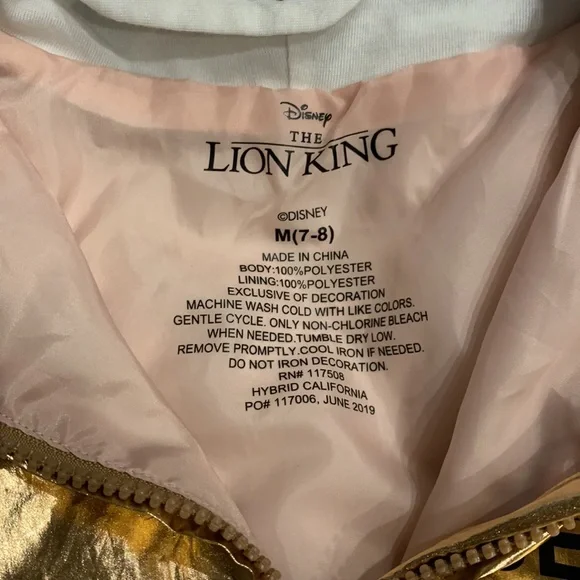 Disney
THE
LION KING
©DISNEY
M(7-8)
MADE IN CHINA
BODY:100%POLYESTER
LINING:100%POLYESTER
EXCLUSIVE OF DECORATION
MACHINE WASH COLD WITH LIKE COLORS.
GENTLE CYCLE. ONLY NON-CHLORINE BLEACH
WHEN NEEDED.TUMBLE DRY LOW.
REMOVE PROMPTLY.COOL IRON IF NEEDED.
DO NOT IRON DECORATION.
RN# 117508
HYBRID CALIFORNIA
PO# 117006, JUNE 2019